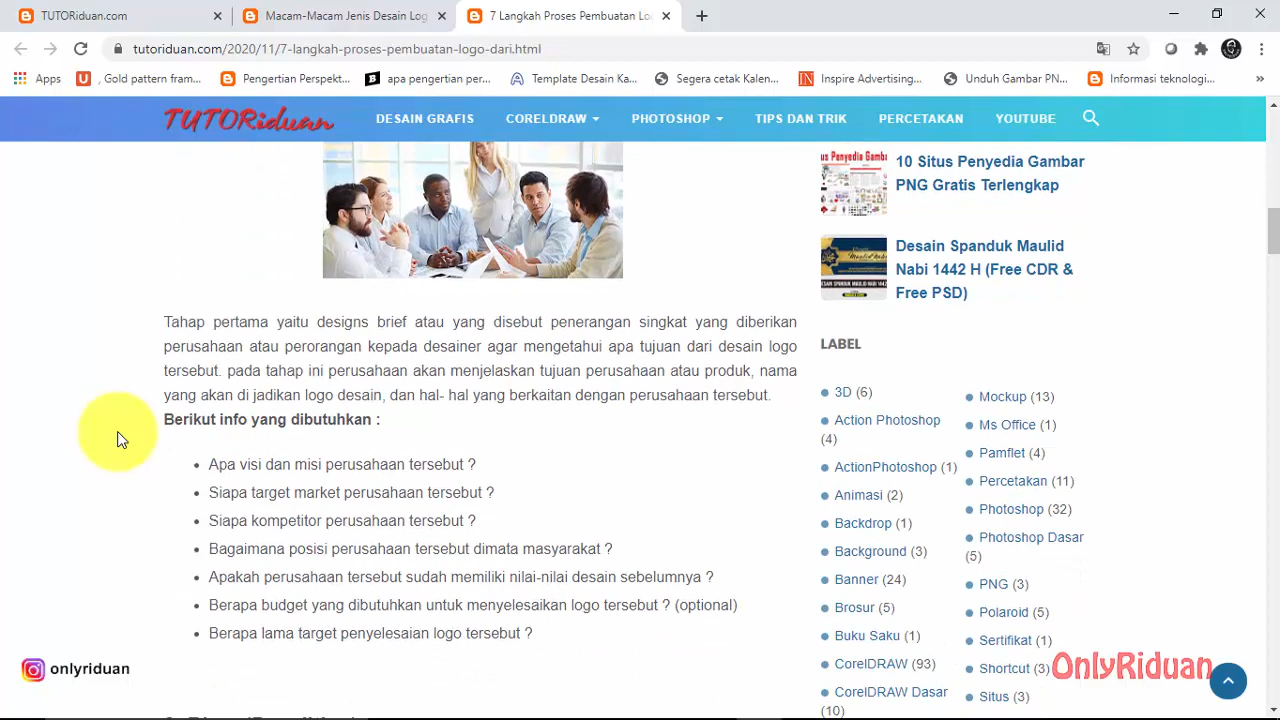 TUTORiduan.com
Macam-Macam Jenis Desain Log
7 Langkah Proses Pembuatan Lo
tutoriduan.com/2020/11/7-langkah-proses-pembuatan-logo-dari.html
Apps
, Gold pattern fram...
Pengertian Perspekt...
apa pengertian per...
Template Desain Ka...
Segera cetak Kalen...
Inspire Advertising...
Unduh Gambar PN...
Informasi teknologi...
TUTORiduan
DESAIN GRAFIS
CORELDRAW
PHOTOSHOP
TIPS DAN TRIK
PERCETAKAN
YOUTUBE
Tahap pertama yaitu designs brief atau yang disebut penerangan singkat yang diberikan
perusahaan atau perorangan kepada desainer agar mengetahui apa tujuan dari desain logo
tersebut. pada tahap ini perusahaan akan menjelaskan tujuan perusahaan atau produk, nama
yang akan di jadikan logo desain, dan hal- hal yang berkaitan dengan perusahaan tersebut.
Berikut info yang dibutuhkan :
Apa visi dan misi perusahaan tersebut ?
Siapa target market perusahaan tersebut ?
Siapa kompetitor perusahaan tersebut ?
Bagaimana posisi perusahaan tersebut dimata masyarakat ?
Apakah perusahaan tersebut sudah memiliki nilai-nilai desain sebelumnya ?
Berapa budget yang dibutuhkan untuk menyelesaikan logo tersebut ? (optional)
Berapa lama target penyelesaian logo tersebut ?
10 Situs Penyedia Gambar
PNG Gratis Terlengkap
Desain Spanduk Maulid
Nabi 1442 H (Free CDR &
Free PSD)
LABEL
3D (6)
Action Photoshop
(4)
ActionPhotoshop (1)
Animasi (2)
Backdrop (1)
Background (3)
Banner (24)
Brosur (5)
Buku Saku (1)
CorelDRAW (93)
CorelDRAW Dasar
(10)
Mockup (13)
Ms Office (1)
Pamflet (4)
Percetakan (11)
Photoshop (32)
Photoshop Dasar
(5)
PNG (3)
Polaroid (5)
Sertifikat (1)
Shortcut (3)
Situs (3)
onlyriduan
OnlyRiduan